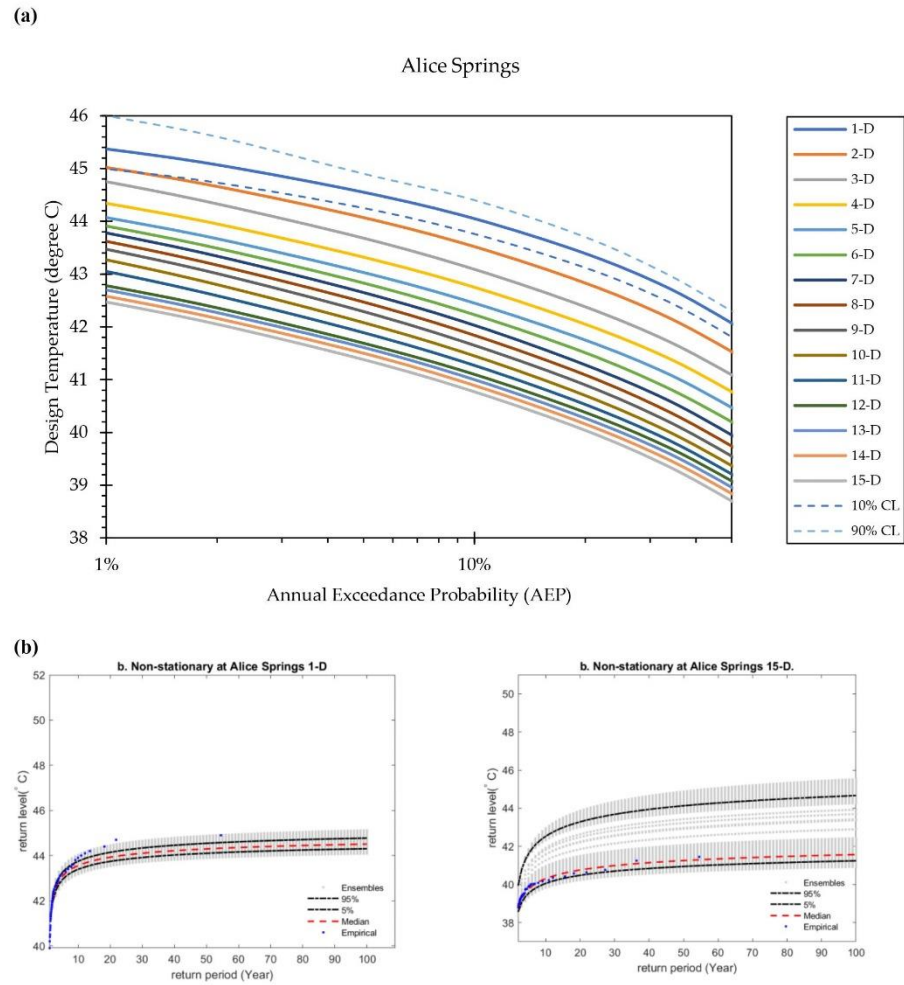 (a)
Alice Springs
Design Temperature (degree C)
46
45
44
43
42
41
40
39
38
1%
10%
Annual Exceedance Probability (AEP)
1-D
2-D
3-D
4-D
5-D
6-D
7-D
8-D
9-D
10-D
11-D
12-D
13-D
14-D
15-D
10% CL
90% CL
(b)
b. Non-stationary at Alice Springs 1-D
return level(° C)
52
50
48
46
44
42
40
0 10 20 30 40 50 60 70 80 90 100
return period (Year)
Ensembles
95%
5%
Median
Empirical
b. Non-stationary at Alice Springs 15-D.
return level(° C)
50
48
46
44
42
40
38
10 20 30 40 50 60 70 80 90 100
return period (Year)
Ensembles
95%
5%
Median
Empirical